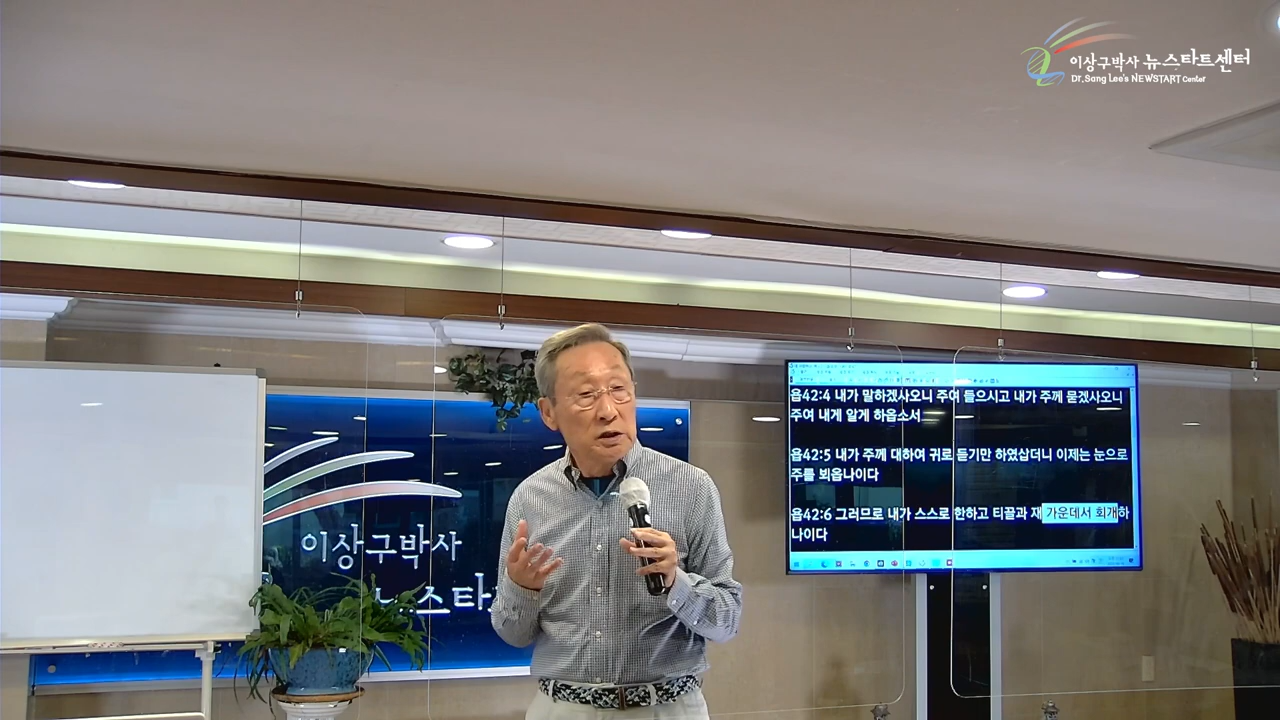 이상구박사 뉴스타트센터
Dr. Sang Lee's NEWSTART Center
욥42:4 내가 말하겠사오니 주여 들으시고 내가 주께 묻겠사오니
주여 내게 알게 하옵소서
욥42:5 내가 주께 대하여 귀로 듣기만 하였삽더니 이제는 눈으로
주를 뵈옵나이다
욥42:6 그러므로 내가 스스로 한하고 티끌과 재 가운데서 회개하
나이다
이상구박사
뉴스타